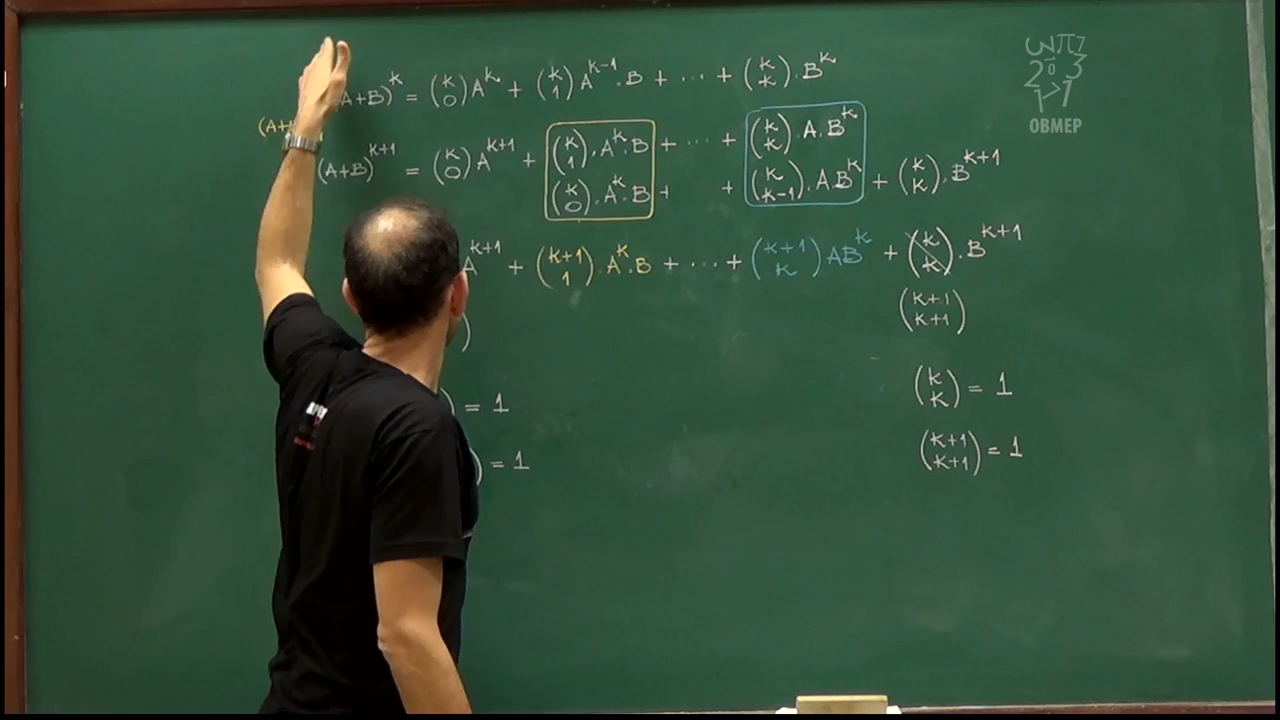 A+B)^k = (k 0) A^k + (k 1) A^{k-1} . B + ... + (k k) . B^k
(A+
(A+B)^{k+1} = (k 0) A^{k+1} + (k 1) . A^k . B + ... + (k k) . A . B^k
(k 0) . A^k . B + + (k k-1) . A B^k + (k k) . B^{k+1}
A^{k+1} + (k+1 1) . A^k . B + ... + (k+1 k) A B^k + (k k) . B^{k+1}
) (k+1 k+1)
) = 1 (k k) = 1
) = 1 (k+1 k+1) = 1
OBMEP